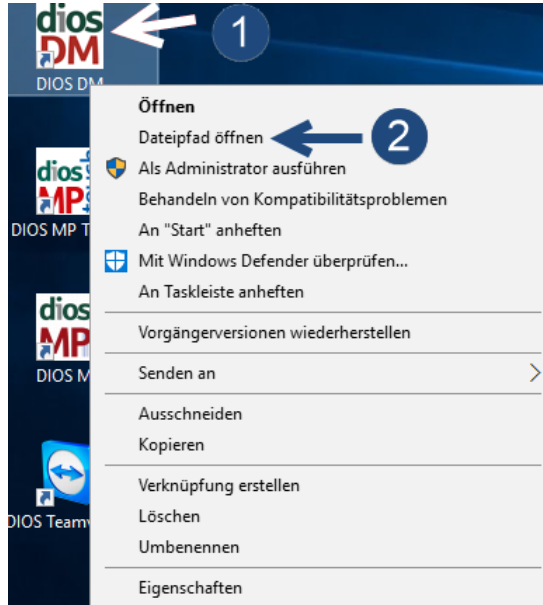 dios
DM
1
DIOS DM
Öffnen
Dateipfad öffnen
2
Als Administrator ausführen
Behandeln von Kompatibilitätsproblemen
An "Start" anheften
Mit Windows Defender überprüfen...
An Taskleiste anheften
Vorgängerversionen wiederherstellen
Senden an
Ausschneiden
Kopieren
Verknüpfung erstellen
Löschen
Umbenennen
Eigenschaften
dios
MP
DIOS MP T
dios
MP
DIOS M
DIOS Team